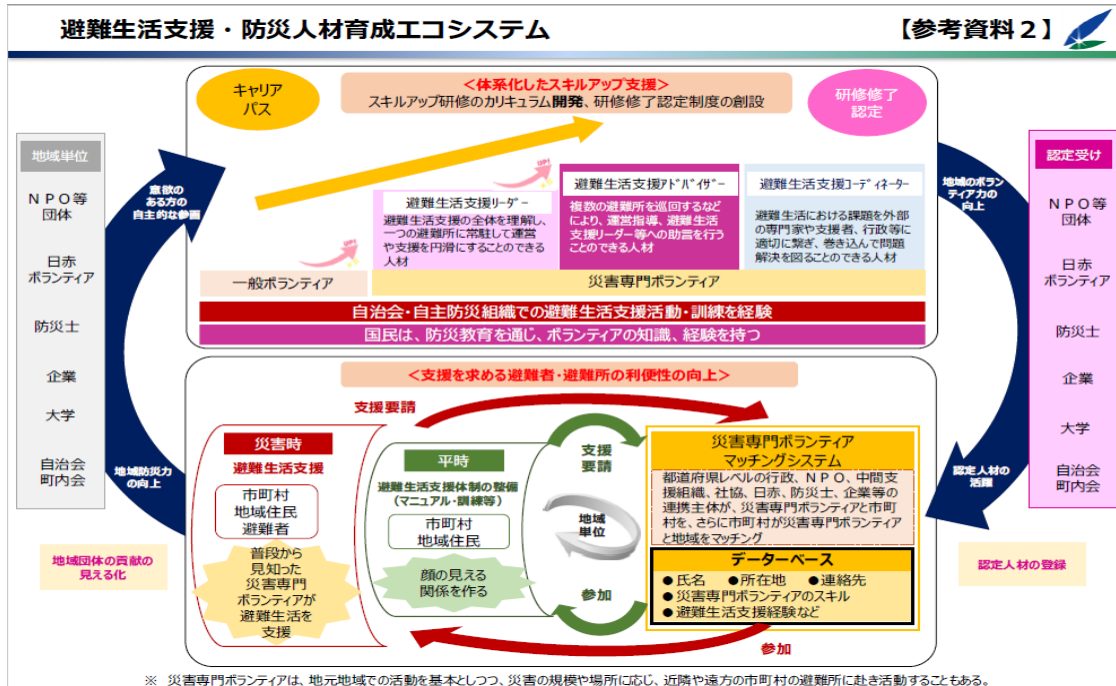 避難生活支援・防災人材育成エコシステム
【参考資料２】
キャリア
パス
＜体系化したスキルアップ支援＞
スキルアップ研修のカリキュラム開発、研修修了認定制度の創設
研修修了
認定
地域単位
ＮＰＯ等
団体
日赤
ボランティア
防災士
企業
大学
自治会
町内会
意欲の
ある方の
自主的な参画
地域防災力
の向上
UP!
UP!
避難生活支援リーダー
避難生活支援の全体を理解し、
一つの避難所に常駐して運営
や支援を円滑にすることのできる
人材
避難生活支援ｱﾄﾞﾊﾞｲｻﾞｰ
複数の避難所を巡回するなど
により、運営指導、避難生活
支援リーダー等への助言を行う
ことのできる人材
避難生活支援ｺｰﾃﾞｨﾈｰﾀｰ
避難生活における課題を外部
の専門家や支援者、行政等に
適切に繋ぎ、巻き込んで問題
解決を図ることのできる人材
一般ボランティア
災害専門ボランティア
自治会・自主防災組織での避難生活支援活動・訓練を経験
国民は、防災教育を通じ、ボランティアの知識、経験を持つ
地域のボラン
ティア力の
向上
認定人材の
活躍
認定受け
ＮＰＯ等
団体
日赤
ボランティア
防災士
企業
大学
自治会
町内会
＜支援を求める避難者・避難所の利便性の向上＞
支援要請
災害時
避難生活支援
市町村
地域住民
避難者
普段から
見知った
災害専門
ボランティアが
避難生活を
支援
平時
避難生活支援体制の整備
（マニュアル・訓練等）
市町村
地域住民
顔の見える
関係を作る
支援
要請
地域
単位
参加
災害専門ボランティア
マッチングシステム
都道府県レベルの行政、ＮＰＯ、中間支
援組織、社協、日赤、防災士、企業等の
連携主体が、災害専門ボランティアと市町
村を、さらに市町村が災害専門ボランティア
と地域をマッチング
データーベース
●氏名　●所在地　●連絡先
●災害専門ボランティアのスキル
●避難生活支援経験など
参加
地域団体の貢献の
見える化
認定人材の登録
※ 災害専門ボランティアは、地元地域での活動を基本としつつ、災害の規模や場所に応じ、近隣や遠方の市町村の避難所に赴き活動することもある。